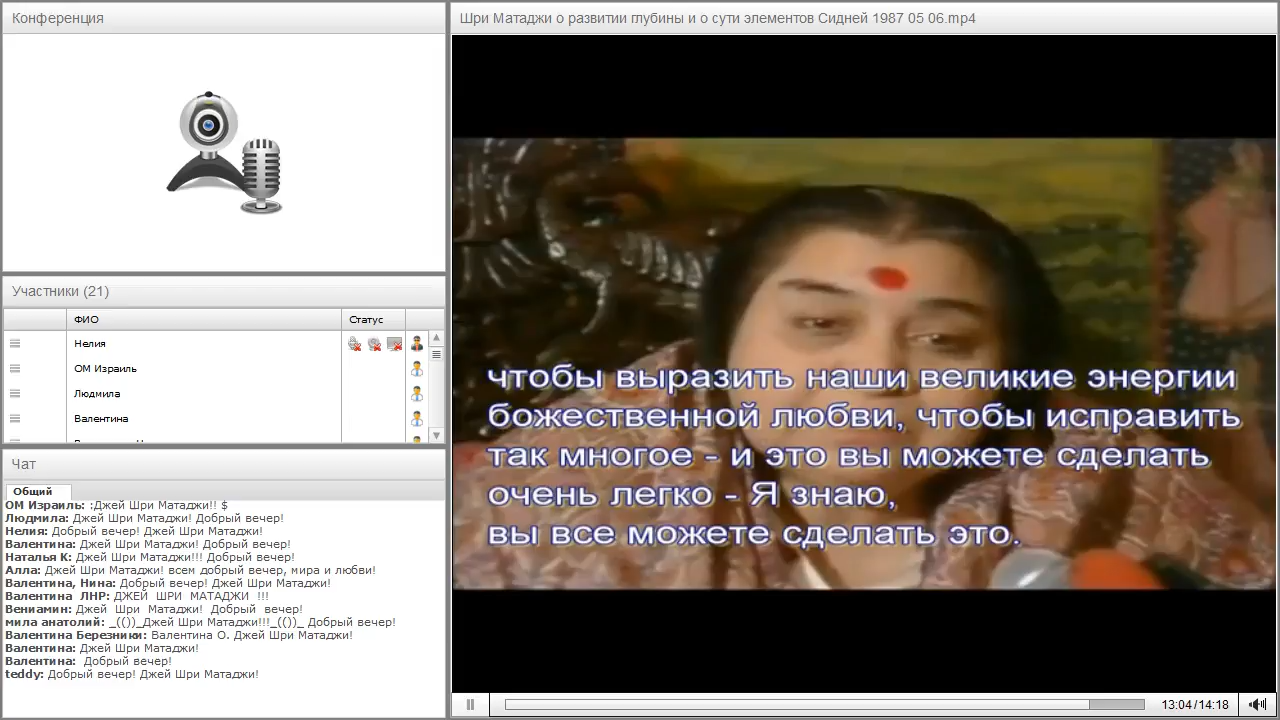 Конференция
Участники (21)
ФИО
Статус
Нелия
ОМ Израиль
Людмила
Валентина
Чат
Общий
ОМ Израиль: :Джей Шри Матаджи!! $
Людмила: Джей Шри Матаджи! Добрый вечер!
Нелия: Добрый вечер! Джей Шри Матаджи!
Валентина: Джей Шри Матаджи! Добрый вечер!
Наталья К: Джей Шри Матаджи!!! Добрый вечер!
Алла: Джей Шри Матаджи! всем добрый вечер, мира и любви!
Валентина, Нина: Добрый вечер! Джей Шри Матаджи!
Валентина ЛНР: ДЖЕЙ ШРИ МАТАДЖИ !!!
Вениамин: Джей Шри Матаджи! Добрый вечер!
мила анатолий: _(())_Джей Шри Матаджи!!!_(())_ Добрый вечер!
Валентина Березники: Валентина О. Джей Шри Матаджи!
Валентина: Джей Шри Матаджи!
Валентина: Добрый вечер!
teddy: Добрый вечер! Джей Шри Матаджи!
Шри Матаджи о развитии глубины и о сути элементов Сидней 1987 05 06.mp4
чтобы выразить наши великие энергии
божественной любви, чтобы исправить
так многое - и это вы можете сделать
очень легко - Я знаю,
вы все можете сделать это.
13:04/14:18